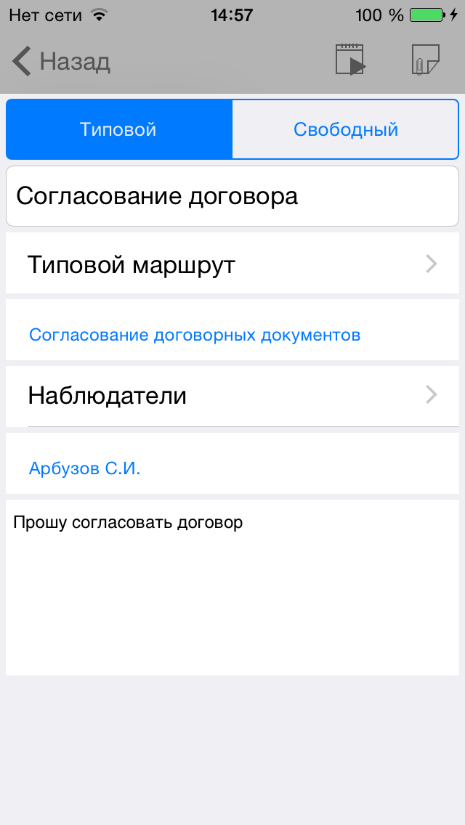 Нет сети 14:57 100 %
Назад
Типовой Свободный
Согласование договора
Типовой маршрут
Согласование договорных документов
Наблюдатели
Арбузов С.И.
Прошу согласовать договор